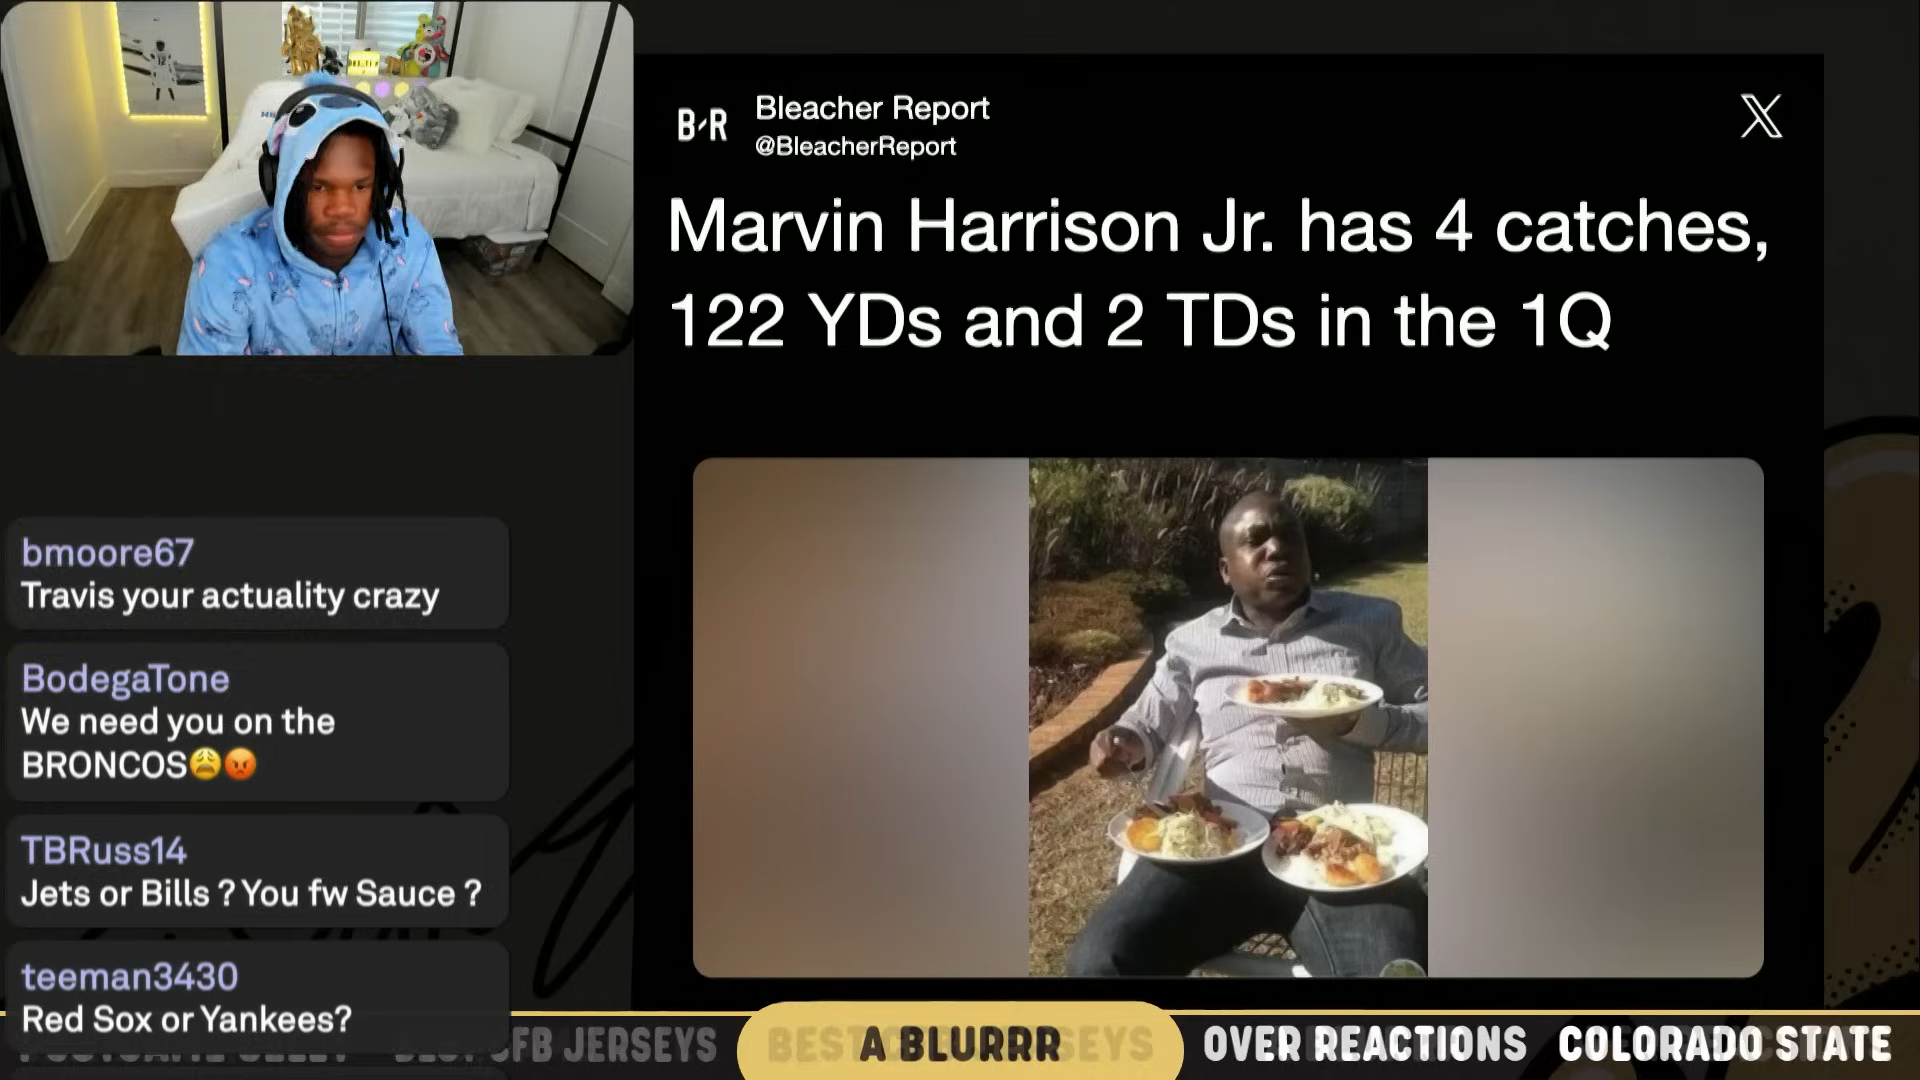 B/R
Bleacher Report
@BleacherReport
Marvin Harrison Jr. has 4 catches,
122 YDs and 2 TDs in the 1Q
bmoore67
Travis your actuality crazy
BodegaTone
We need you on the
BRONCOS😩😡
TBRuss14
Jets or Bills ? You fw Sauce ?
teeman3430
Red Sox or Yankees?
JERSEYS
A BLURRR
OVER REACTIONS
COLORADO STATE